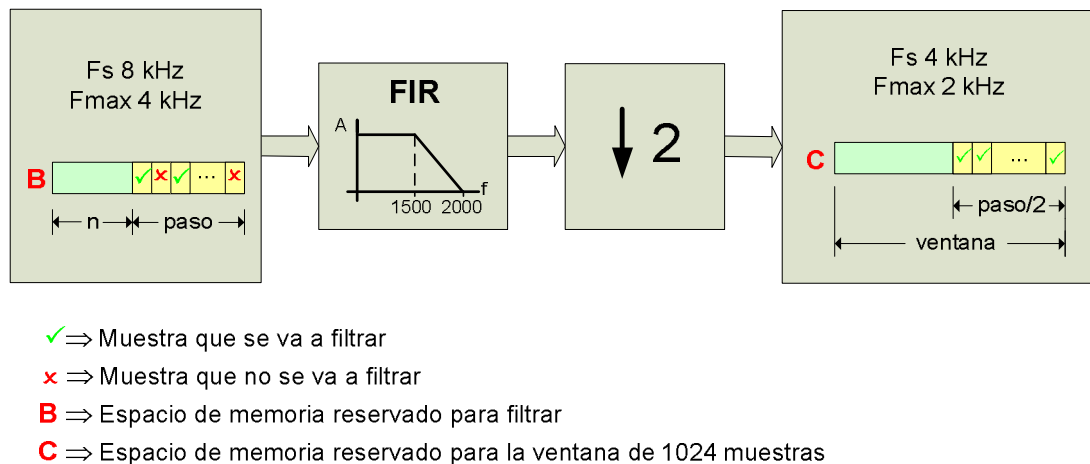 Fs 8 kHz
Fmax 4 kHz
B
...
n
paso
FIR
A
f
1500
2000
2
Fs 4 kHz
Fmax 2 kHz
C
...
paso/2
ventana
✓ ⇒ Muestra que se va a filtrar
× ⇒ Muestra que no se va a filtrar
B ⇒ Espacio de memoria reservado para filtrar
C ⇒ Espacio de memoria reservado para la ventana de 1024 muestras